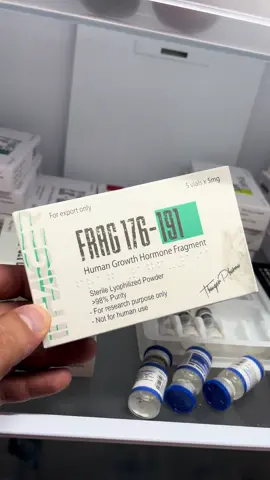 For export only
5 vials x 5mg
FRAG 176-191
Human Growth Hormone Fragment
Sterile Lyophilized Powder
>98% Purity
- For research purpose only
- Not for human use